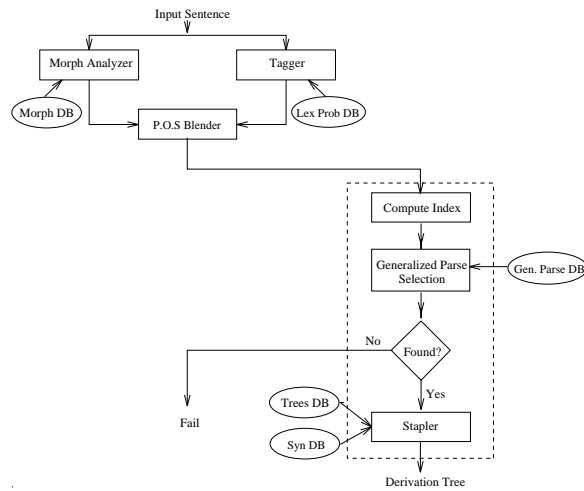 Input Sentence
Morph Analyzer
Tagger
Morph DB
Lex Prob DB
P.O.S Blender
Compute Index
Generalized Parse
Selection
Gen. Parse DB
No
Found?
Yes
Trees DB
Fail
Stapler
Syn DB
Derivation Tree